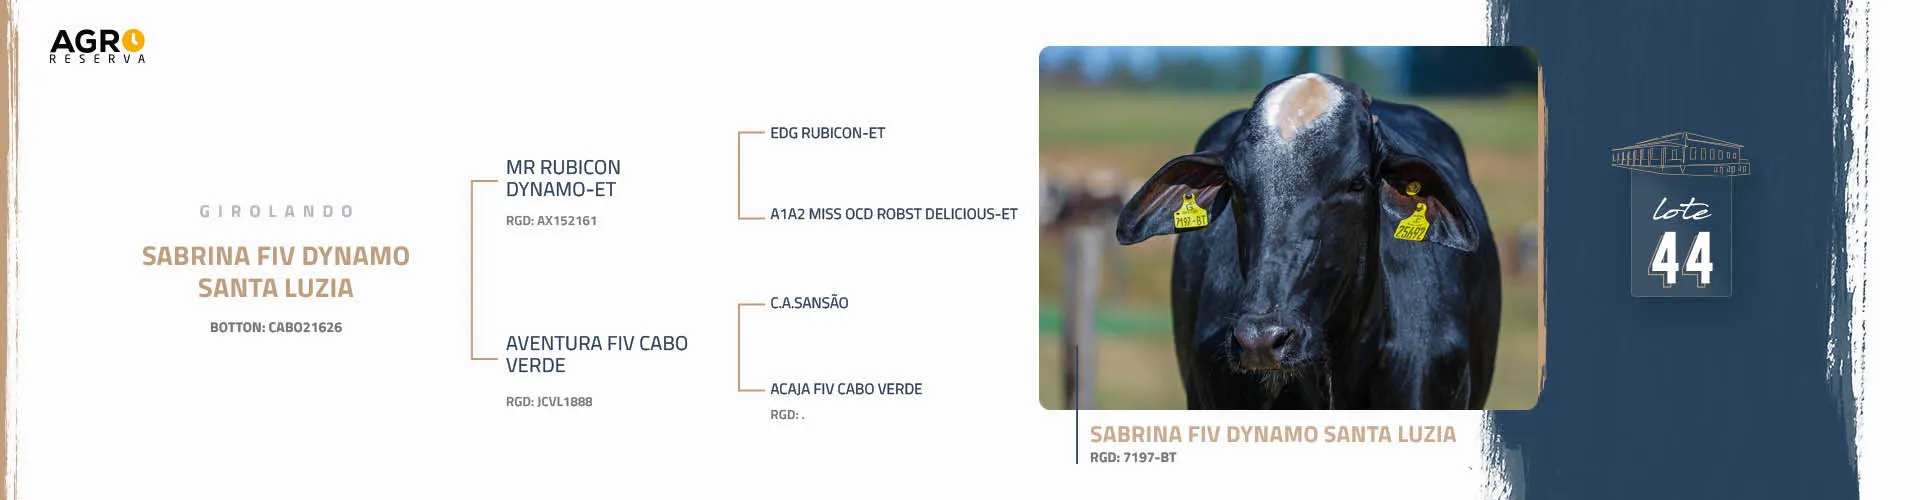 AGRO
RESERVA
GIROLANDO
SABRINA FIV DYNAMO
SANTA LUZIA
BOTTON: CABO21626
MR RUBICON
DYNAMO-ET
RGD: AX152161
AVENTURA FIV CABO
VERDE
RGD: JCVL1888
EDG RUBICON-ET
A1A2 MISS OCD ROBST DELICIOUS-ET
C.A.SANSÃO
ACAJA FIV CABO VERDE
RGD: .
7197-BT
25692
SABRINA FIV DYNAMO SANTA LUZIA
RGD: 7197-BT
lote
44